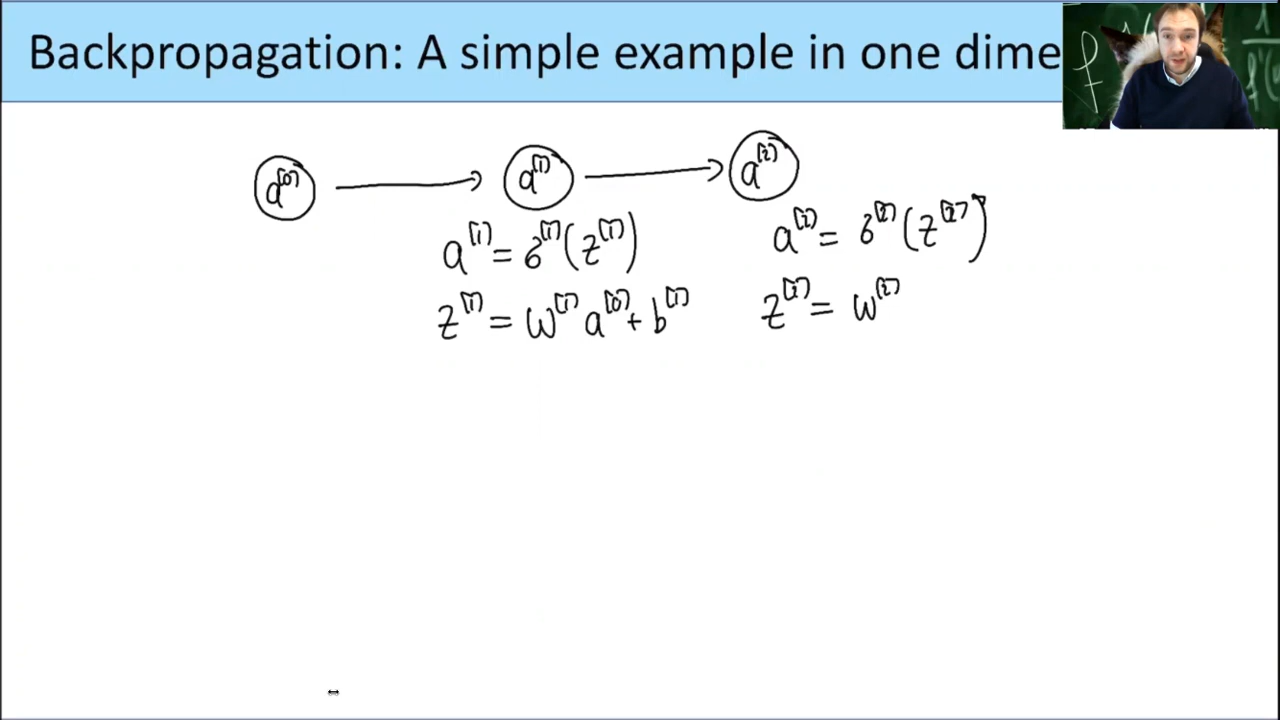 Backpropagation: A simple example in one dime
a^[0] → a^[1] → a^[2]
a^[1] = σ^[1](z^[1])
z^[1] = w^[1] a^[0] + b^[1]
a^[2] = σ^[2](z^[2])
z^[2] = w^[2]